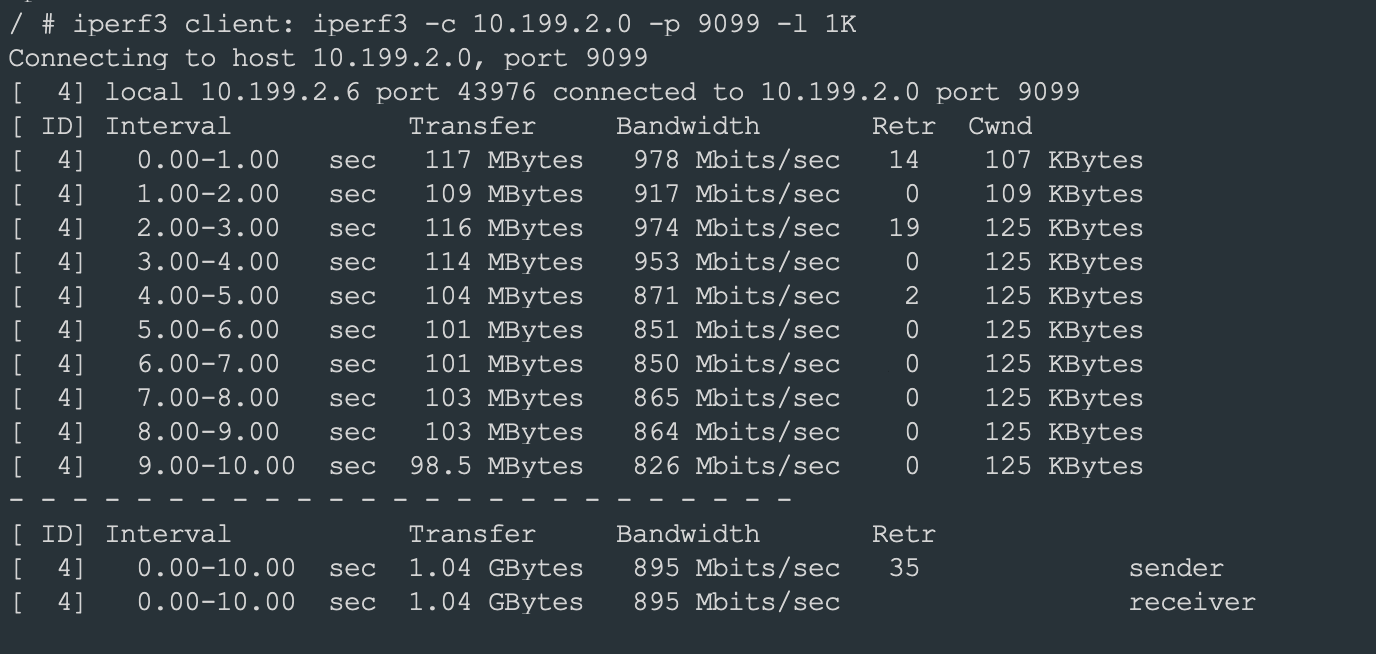 / # iperf3 client: iperf3 -c 10.199.2.0 -p 9099 -l 1K
Connecting to host 10.199.2.0, port 9099
[  4] local 10.199.2.6 port 43976 connected to 10.199.2.0 port 9099
[ ID] Interval           Transfer     Bandwidth       Retr  Cwnd
[  4]   0.00-1.00   sec   117 MBytes   978 Mbits/sec   14    107 KBytes
[  4]   1.00-2.00   sec   109 MBytes   917 Mbits/sec    0    109 KBytes
[  4]   2.00-3.00   sec   116 MBytes   974 Mbits/sec   19    125 KBytes
[  4]   3.00-4.00   sec   114 MBytes   953 Mbits/sec    0    125 KBytes
[  4]   4.00-5.00   sec   104 MBytes   871 Mbits/sec    2    125 KBytes
[  4]   5.00-6.00   sec   101 MBytes   851 Mbits/sec    0    125 KBytes
[  4]   6.00-7.00   sec   101 MBytes   850 Mbits/sec    0    125 KBytes
[  4]   7.00-8.00   sec   103 MBytes   865 Mbits/sec    0    125 KBytes
[  4]   8.00-9.00   sec   103 MBytes   864 Mbits/sec    0    125 KBytes
[  4]   9.00-10.00  sec  98.5 MBytes   826 Mbits/sec    0    125 KBytes
- - - - - - - - - - - - - - - - - - - - - - - - -
[ ID] Interval           Transfer     Bandwidth       Retr
[  4]   0.00-10.00  sec  1.04 GBytes   895 Mbits/sec   35             sender
[  4]   0.00-10.00  sec  1.04 GBytes   895 Mbits/sec                  receiver